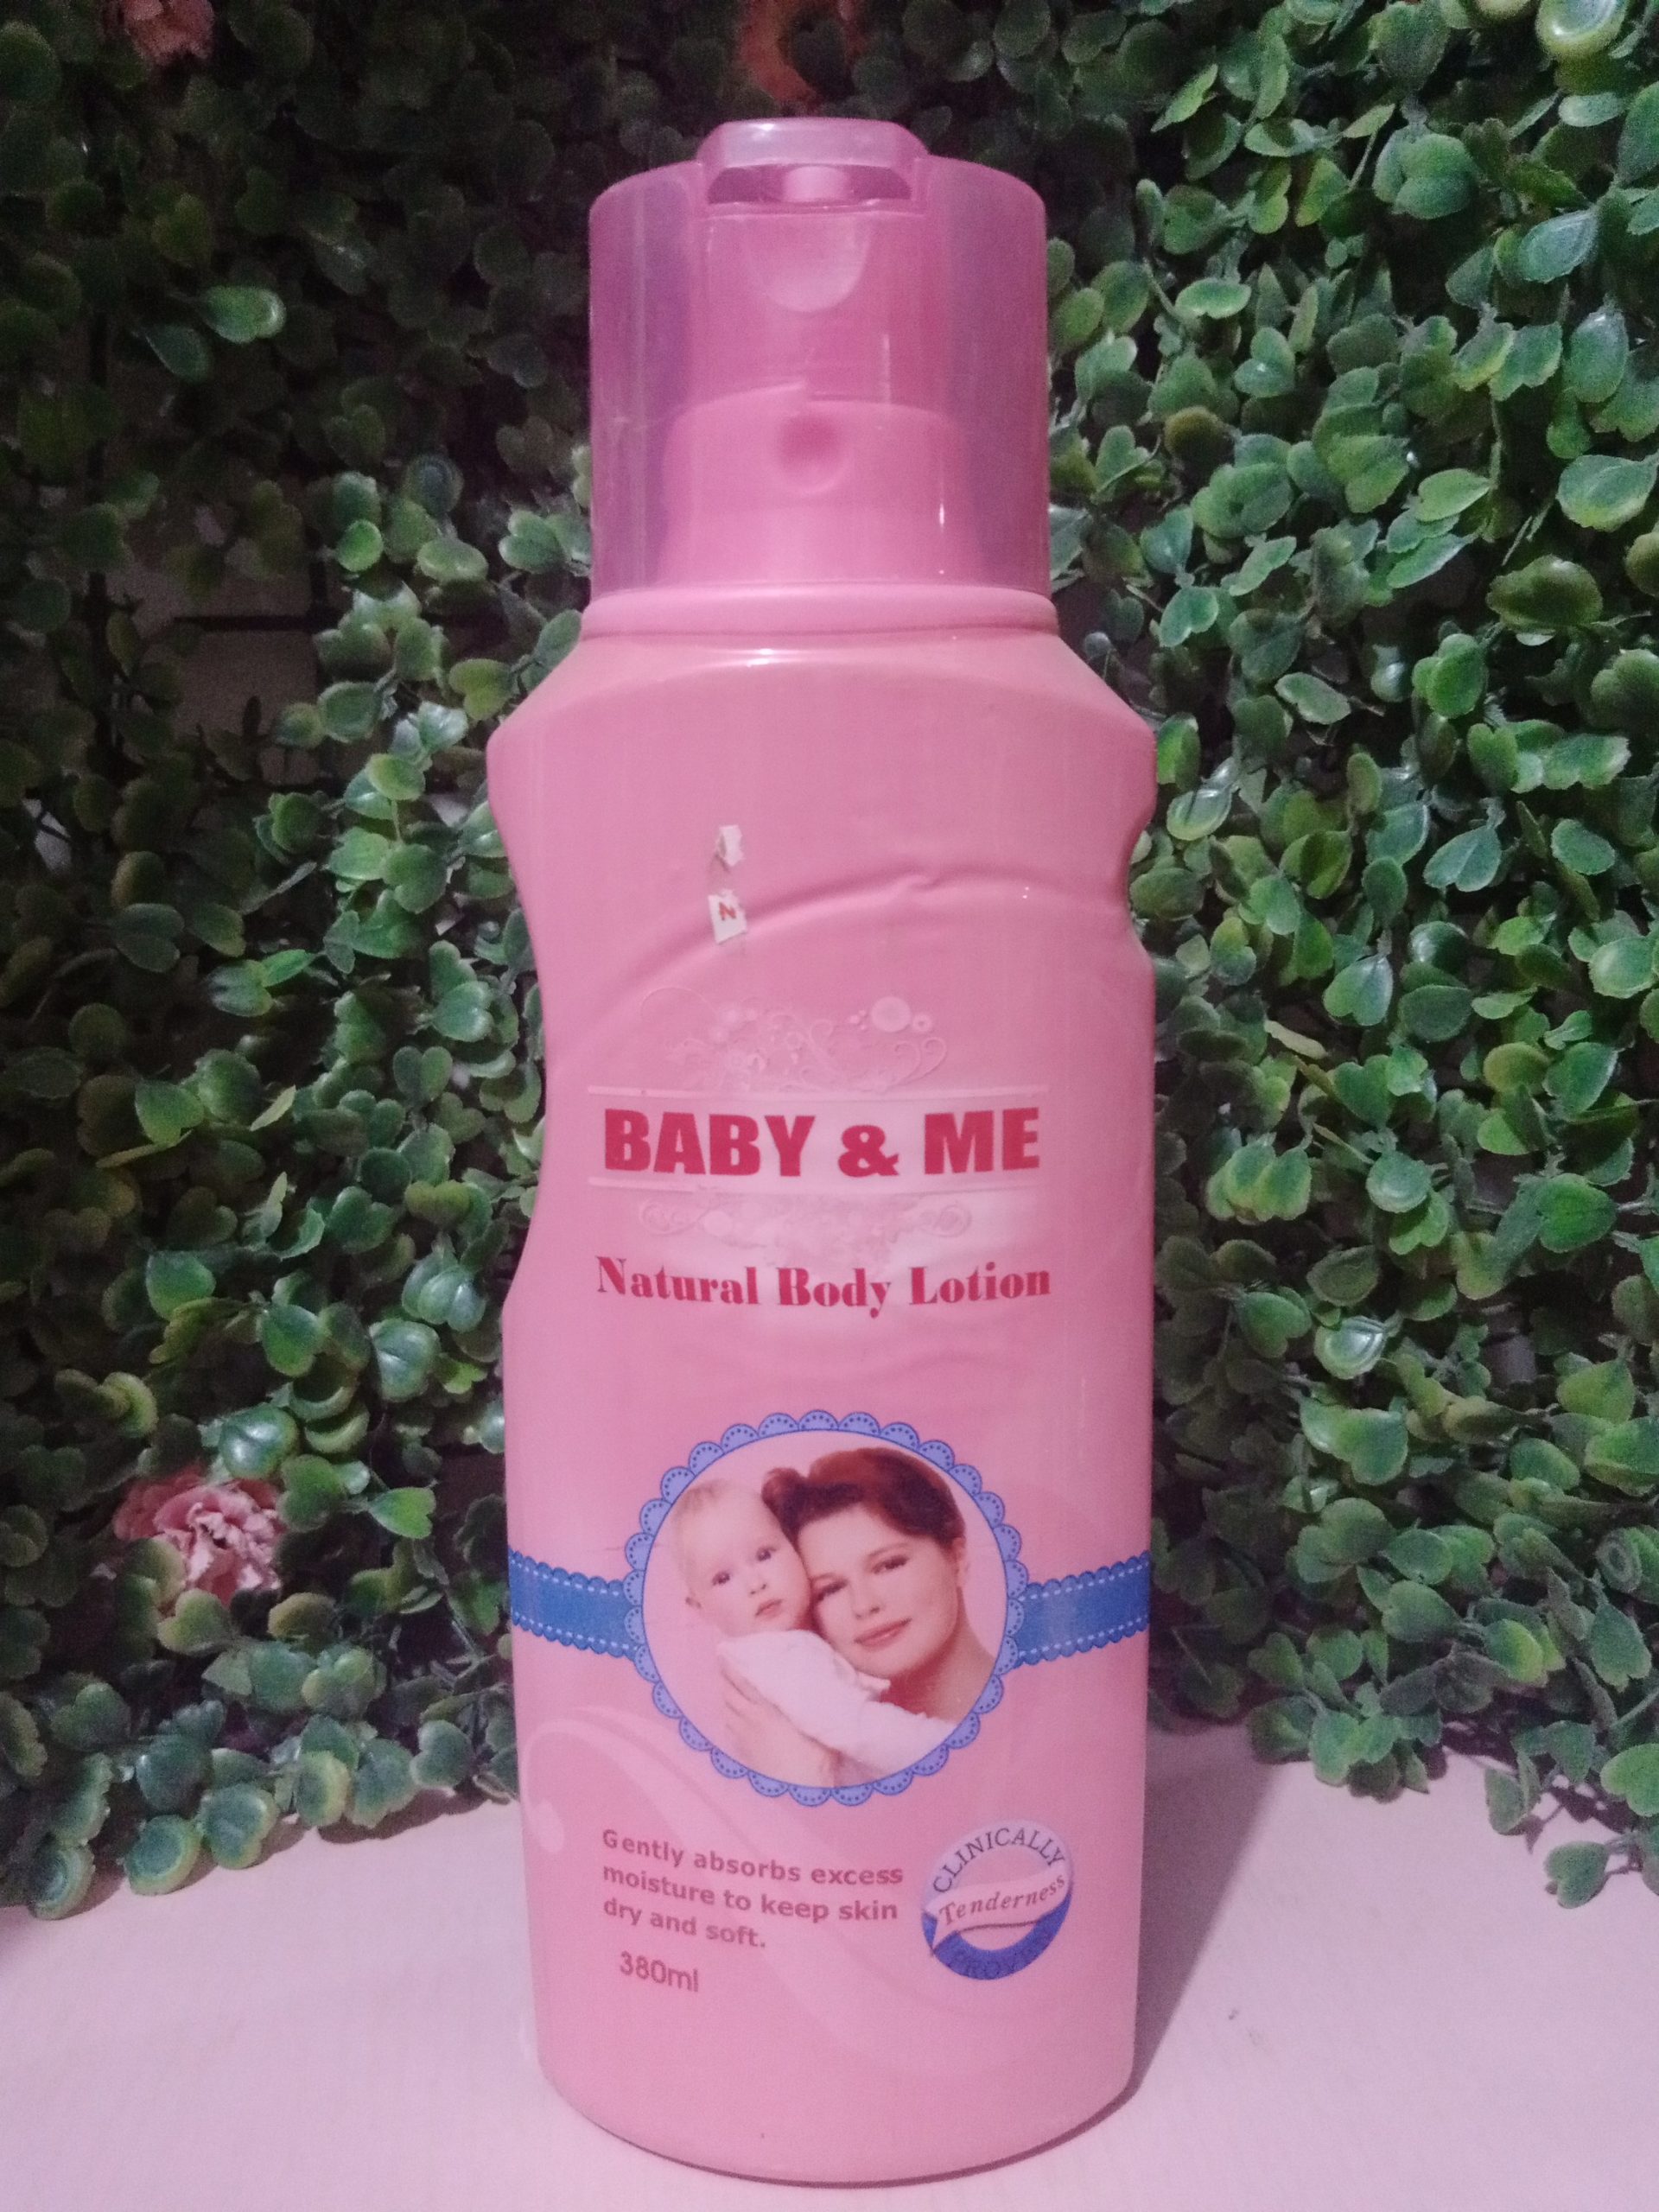 BABY & ME
Natural Body Lotion
Gently absorbs excess
moisture to keep skin
dry and soft.
380ml
CLINICALLY
Tenderness